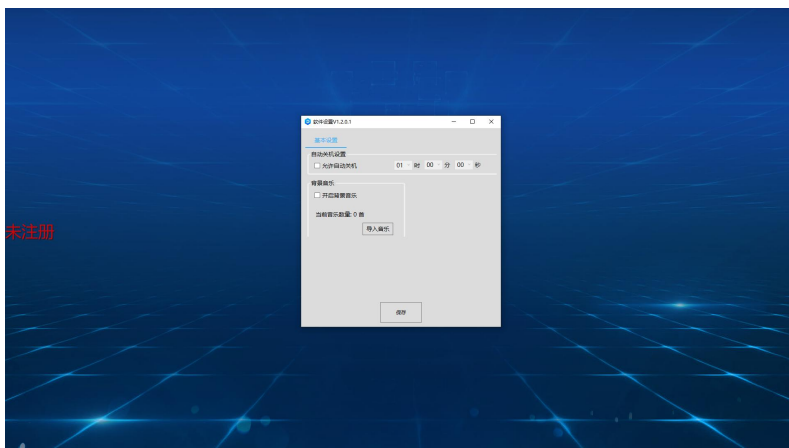 软件设置V1.2.0.1
基本设置
自动关机设置
允许自动关机 01 时 00 分 00 秒
背景音乐
开启背景音乐
当前音乐数量: 0 首
导入音乐
未注册
保存